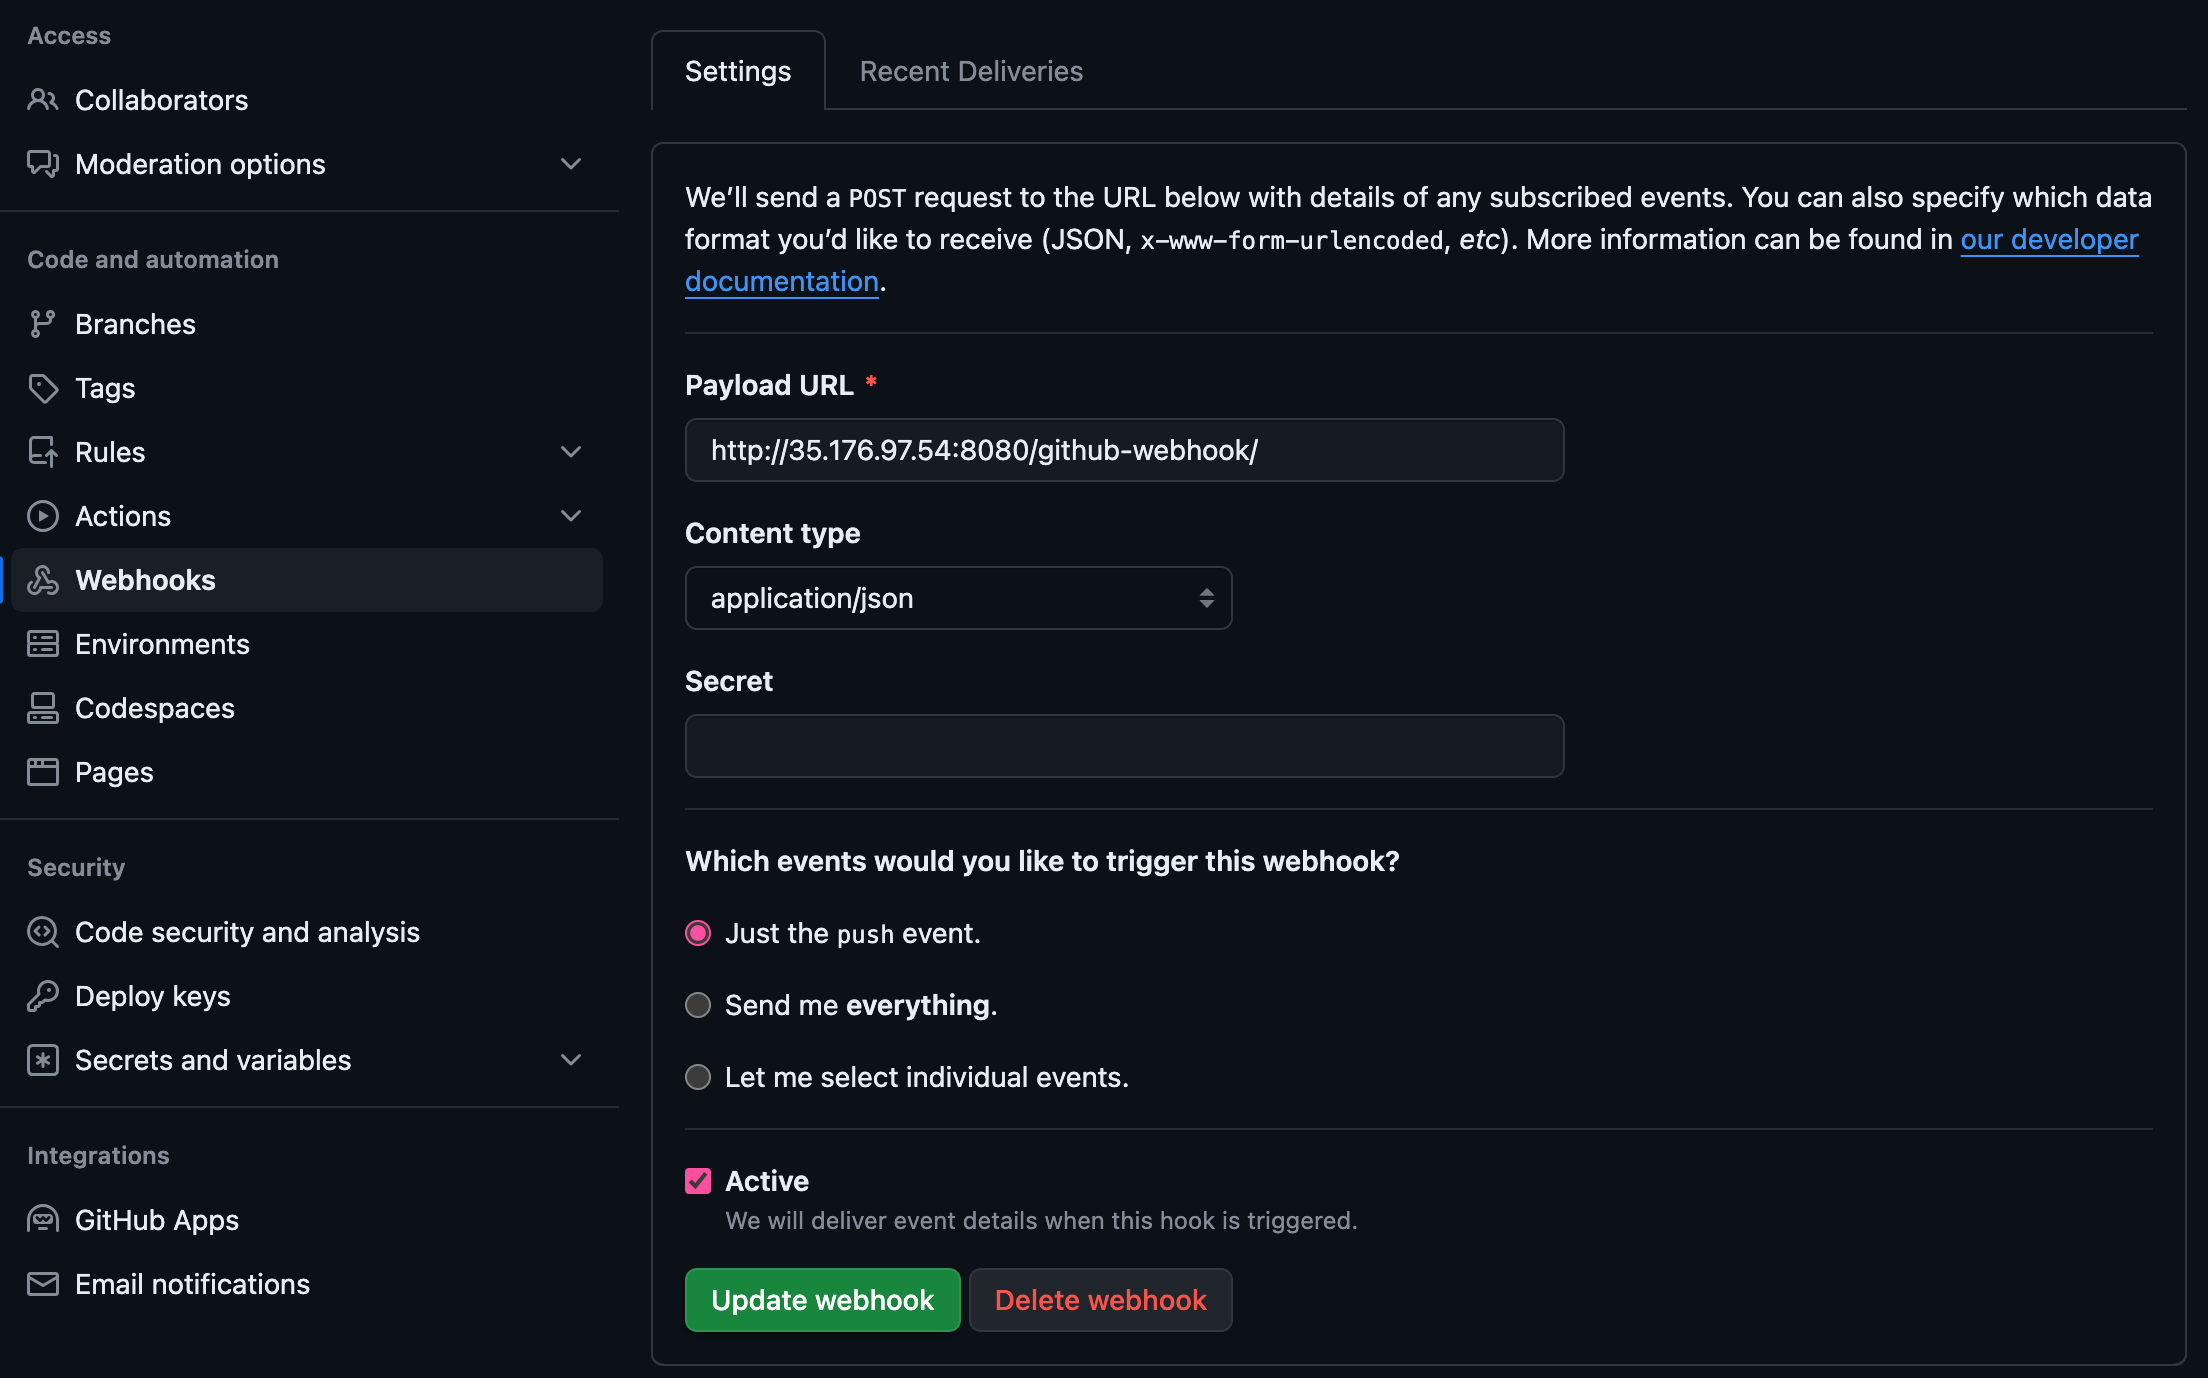 Access
Collaborators
Moderation options
Code and automation
Branches
Tags
Rules
Actions
Webhooks
Environments
Codespaces
Pages
Security
Code security and analysis
Deploy keys
Secrets and variables
Integrations
GitHub Apps
Email notifications
Settings
Recent Deliveries
We’ll send a POST request to the URL below with details of any subscribed events. You can also specify which data
format you’d like to receive (JSON, x-www-form-urlencoded, etc). More information can be found in our developer
documentation.
Payload URL *
http://35.176.97.54:8080/github-webhook/
Content type
application/json
Secret
Which events would you like to trigger this webhook?
Just the push event.
Send me everything.
Let me select individual events.
Active
We will deliver event details when this hook is triggered.
Update webhook
Delete webhook